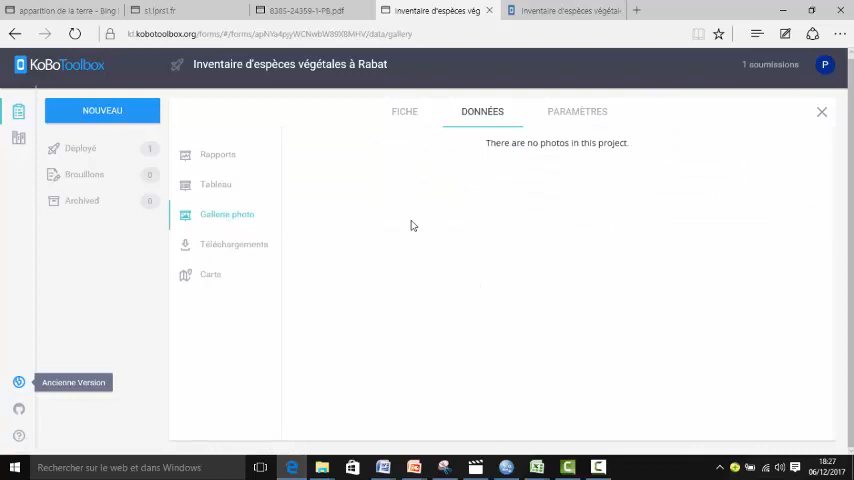 apparition de la terre - Bing
s1.lprs1.fr
8385-24359-1-PB.pdf
Inventaire d'espèces vég
Inventaire d'espèces végétal
kf.kobotoolbox.org/forms/#/forms/
/data/gallery
KoBoToolbox
Inventaire d'espèces végétales à Rabat
1 soumissions
P
NOUVEAU
FICHE
DONNÉES
PARAMÈTRES
There are no photos in this project.
Déployé
1
Rapports
Brouillons
0
Tableau
Archived
0
Gallerie photo
Téléchargements
Carte
Ancienne Version
Rechercher sur le web et dans Windows
18:27
06/12/2017